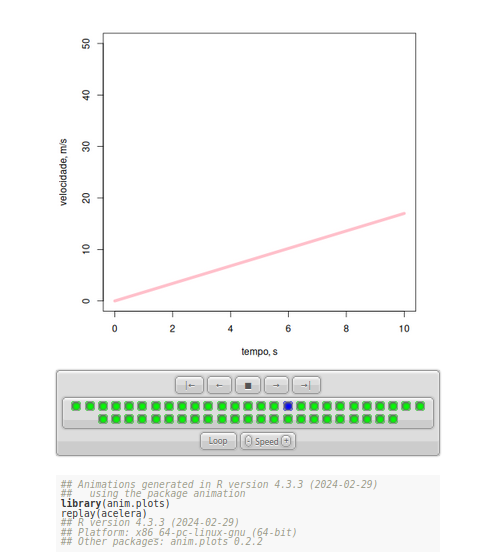 50
40
30
20
10
0
velocidade, m/s
0 2 4 6 8 10
tempo, s
|← ← ■ → →|
Loop - Speed +
## Animations generated in R version 4.3.3 (2024-02-29)
##   using the package animation
library(anim.plots)
replay(acelera)
## R version 4.3.3 (2024-02-29)
## Platform: x86_64-pc-linux-gnu (64-bit)
## Other packages: anim.plots 0.2.2